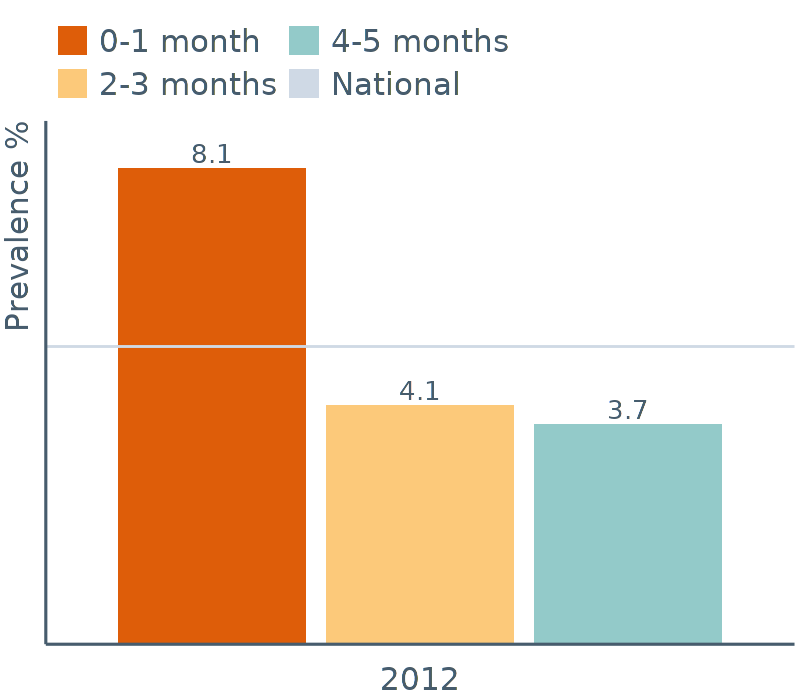 0-1 month
4-5 months
2-3 months
National
Prevalence %
8.1
4.1
3.7
2012